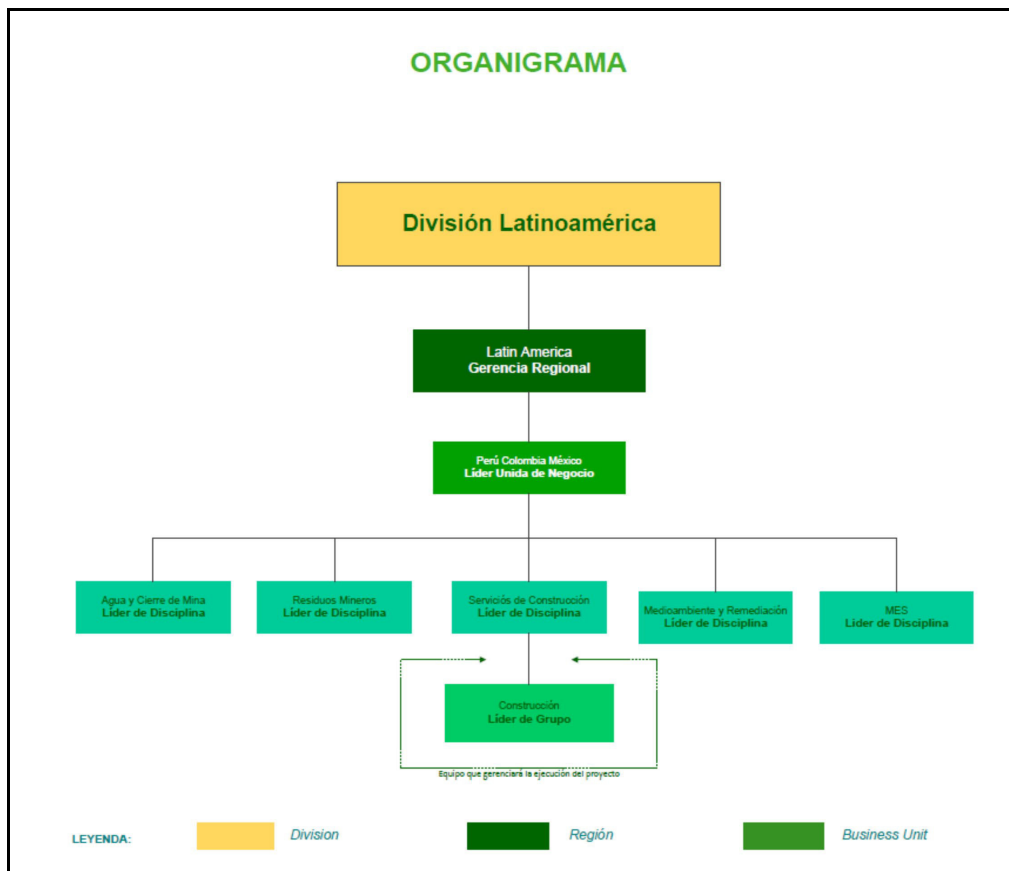 ORGANIGRAMA
División Latinoamérica
Latin America
Gerencia Regional
Perú Colombia México
Líder Unida de Negocio
Agua y Cierre de Mina
Líder de Disciplina
Residuos Mineros
Líder de Disciplina
Serviciós de Construcción
Líder de Disciplina
Medioambiente y Remediación
Líder de Disciplina
MES
Lider de Disciplina
Construcción
Líder de Grupo
Equipo que gerenciará la ejecución del proyecto
LEYENDA:
Division
Región
Business Unit